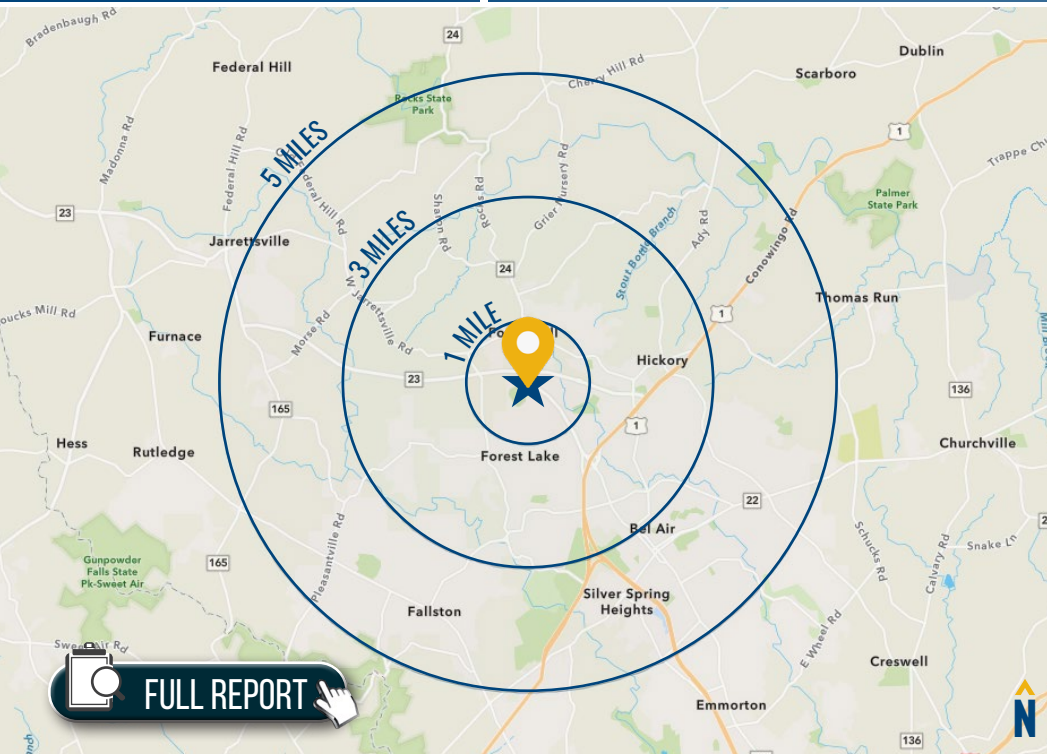 Bradenbaugh Rd
24
Dublin
Federal Hill
Scarboro
Cherry Hill Rd
Rocks State
Park
1
5 MILES
Madonna Rd
Federal Hill Rd
Federal Hill Rd
Grier Nursery Rd
Trappe Ch
Palmer
State Park
23
Sharon Rd
Rocks Rd
3 MILES
Stout Bottle Branch
Ady Rd
Conowingo Rd
Jarrettsville
24
W Jarrettsville Rd
Thomas Run
oucks Mill Rd
1 MILE
1
Furnace
Morse Rd
Hickory
23
165
136
1
Hess
Rutledge
Forest Lake
Churchville
22
Bel Air
Pleasantville Rd
Schucks Rd
Calvary Rd
Snake Ln
2
Gunpowder
Falls State
Pk-Sweet Air
165
Silver Spring
Heights
Fallston
E Wheel Rd
Creswell
FULL REPORT
Emmorton
136
N